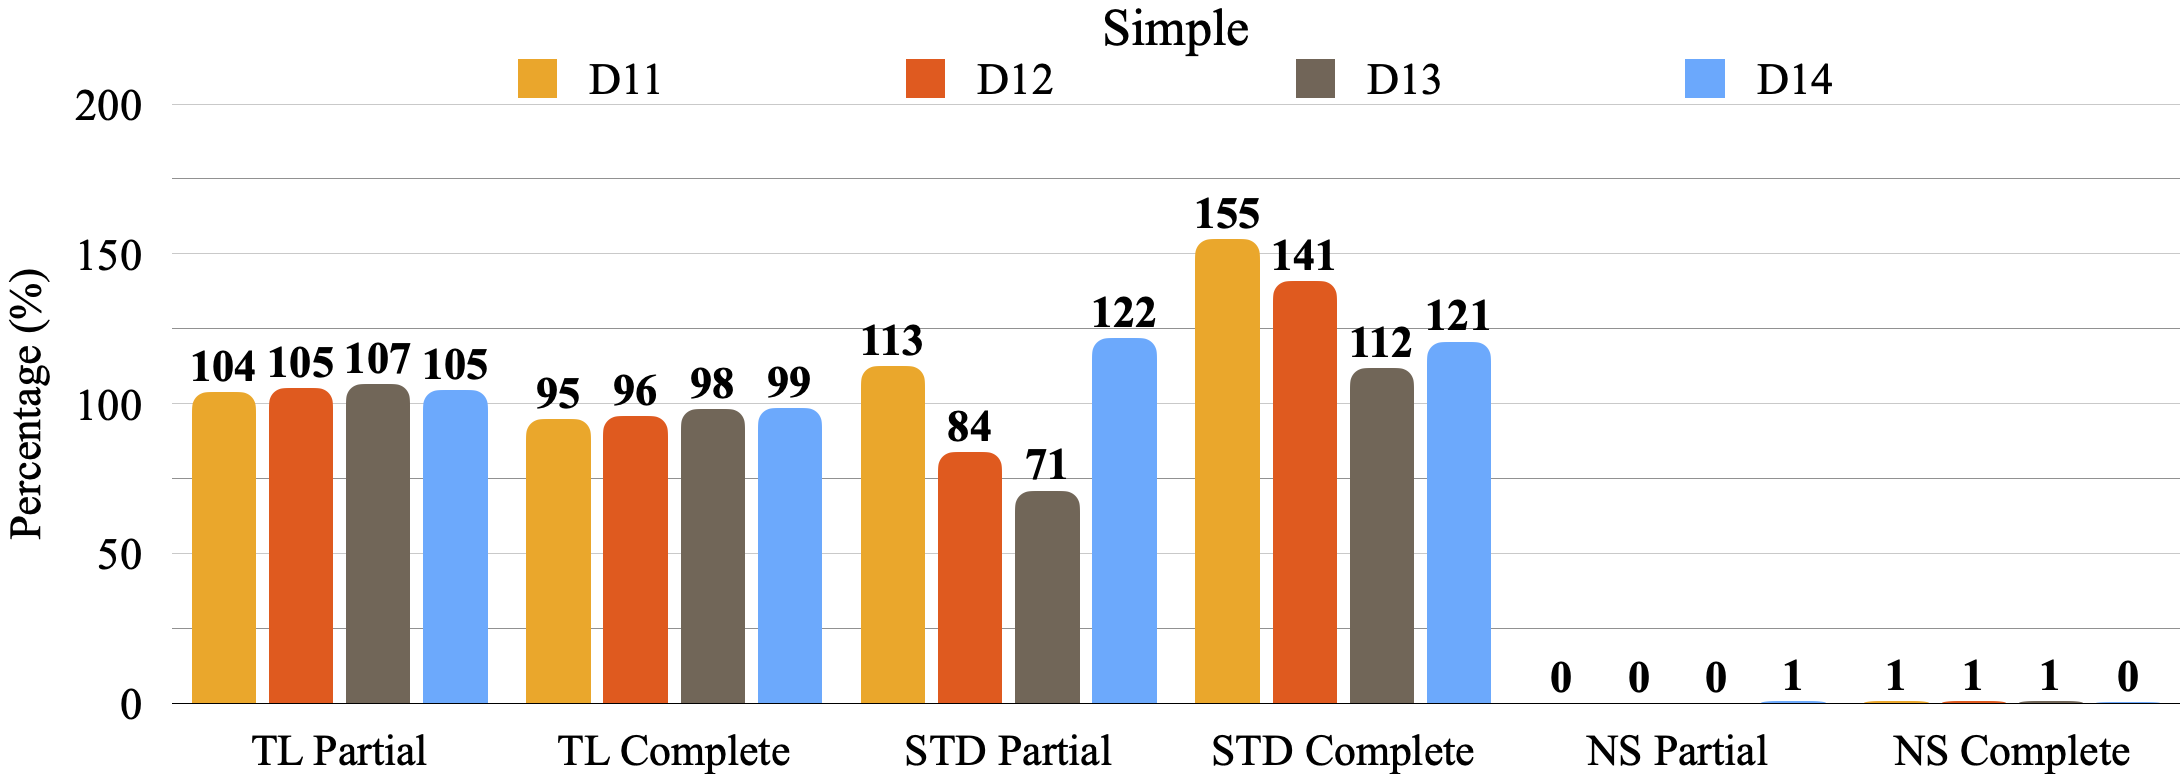 Simple
D11 D12 D13 D14
Percentage (%)
200
150
100
50
0
104 105 107 105
95 96 98 99
113 84 71 122
155 141 112 121
0 0 0 1
1 1 1 0
TL Partial TL Complete STD Partial STD Complete NS Partial NS Complete